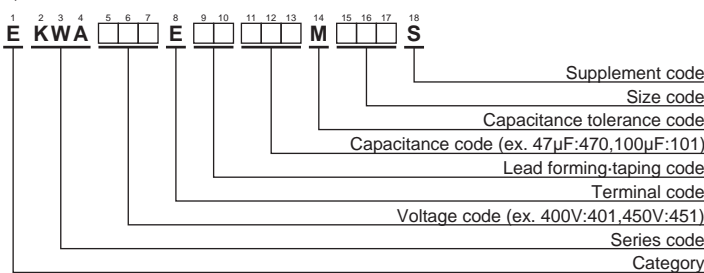 1 2 3 4 5 6 7 8 9 10 11 12 13 14 15 16 17 18
E KWA □□□ E □□ □□□ M □□□ S
Supplement code
Size code
Capacitance tolerance code
Capacitance code (ex. 47µF:470,100µF:101)
Lead forming·taping code
Terminal code
Voltage code (ex. 400V:401,450V:451)
Series code
Category